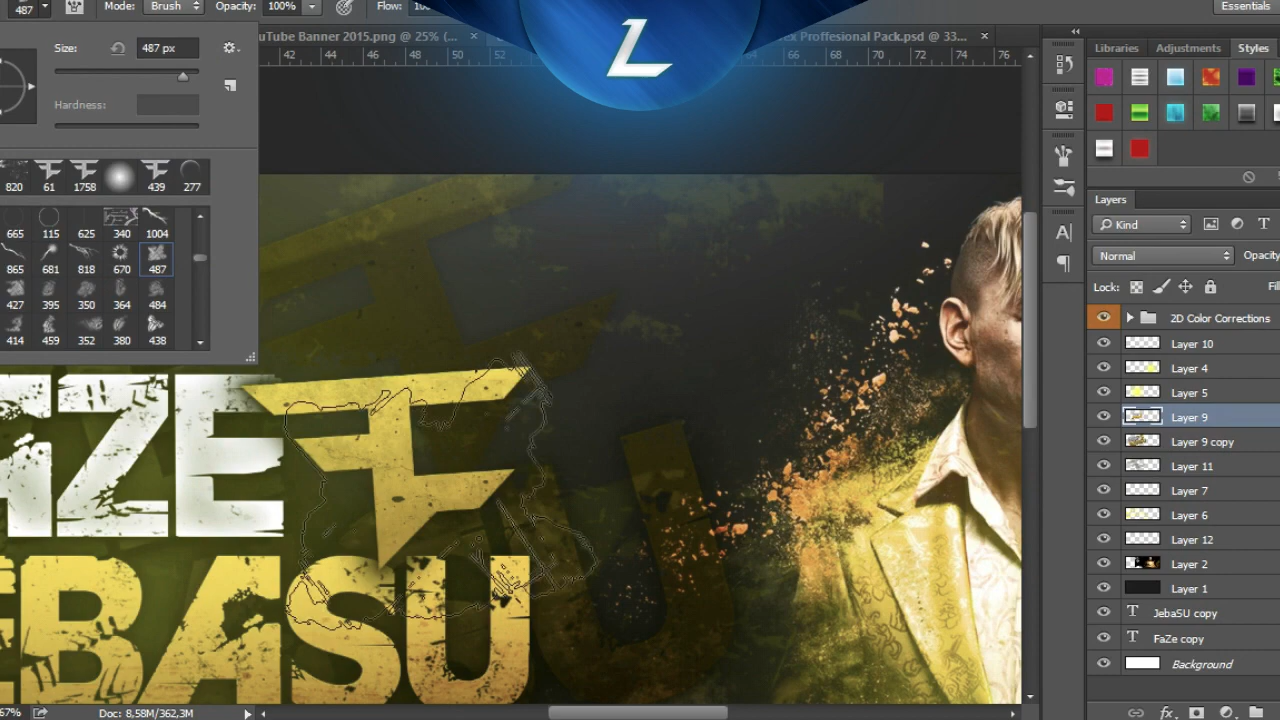 487 Mode: Brush Opacity: 100% Flow: Essentials
Size: 487 px
Hardness:
820 61 1758 439 277
665 115 625 340 1004
865 681 818 670 487
427 395 350 364 484
414 459 352 380 438
uTube Banner 2015.png @ 25% (... × Proffesional Pack.psd @ 33... ×
42 44 46 48 50 52 64 66 68 70 72 74 76
Z
Libraries Adjustments Styles
Layers
Kind
Normal Opacity
Lock: Fil
2D Color Corrections
Layer 10
Layer 4
Layer 5
Layer 9
Layer 9 copy
Layer 11
Layer 7
Layer 6
Layer 12
Layer 2
Layer 1
JebaSU copy
FaZe copy
Background
AZE
EBASU
67% Doc: 8,58M/362,3M